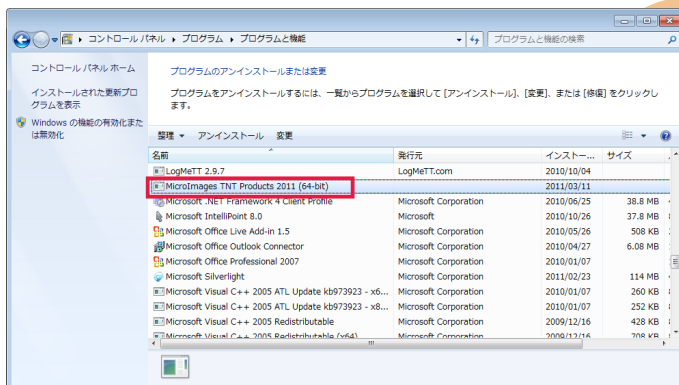 コントロール パネル ▸ プログラム ▸ プログラムと機能
プログラムと機能の検索
コントロール パネル ホーム
インストールされた更新プロ
グラムを表示
Windows の機能の有効化また
は無効化
プログラムのアンインストールまたは変更
プログラムをアンインストールするには、一覧からプログラムを選択して [アンインストール]、[変更]、または [修復] をクリックし
ます。
整理 アンインストール 変更
名前 発行元 インストー... サイズ
LogMeTT 2.9.7 LogMeTT.com 2010/10/04
MicroImages TNT Products 2011 (64-bit) 2011/03/11
Microsoft .NET Framework 4 Client Profile Microsoft Corporation 2010/06/25 38.8 MB
Microsoft IntelliPoint 8.0 Microsoft 2010/10/26 37.8 MB
Microsoft Office Live Add-in 1.5 Microsoft Corporation 2010/05/26 508 KB
Microsoft Office Outlook Connector Microsoft Corporation 2010/04/27 6.08 MB
Microsoft Office Professional 2007 Microsoft Corporation 2010/01/07
Microsoft Silverlight Microsoft Corporation 2011/02/23 114 MB
Microsoft Visual C++ 2005 ATL Update kb973923 - x6... Microsoft Corporation 2010/01/07 260 KB
Microsoft Visual C++ 2005 ATL Update kb973923 - x8... Microsoft Corporation 2010/01/07 252 KB
Microsoft Visual C++ 2005 Redistributable Microsoft Corporation 2009/12/16 428 KB
Microsoft Visual C++ 2005 Redistributable (x64) Microsoft Corporation 2009/12/16 708 KB